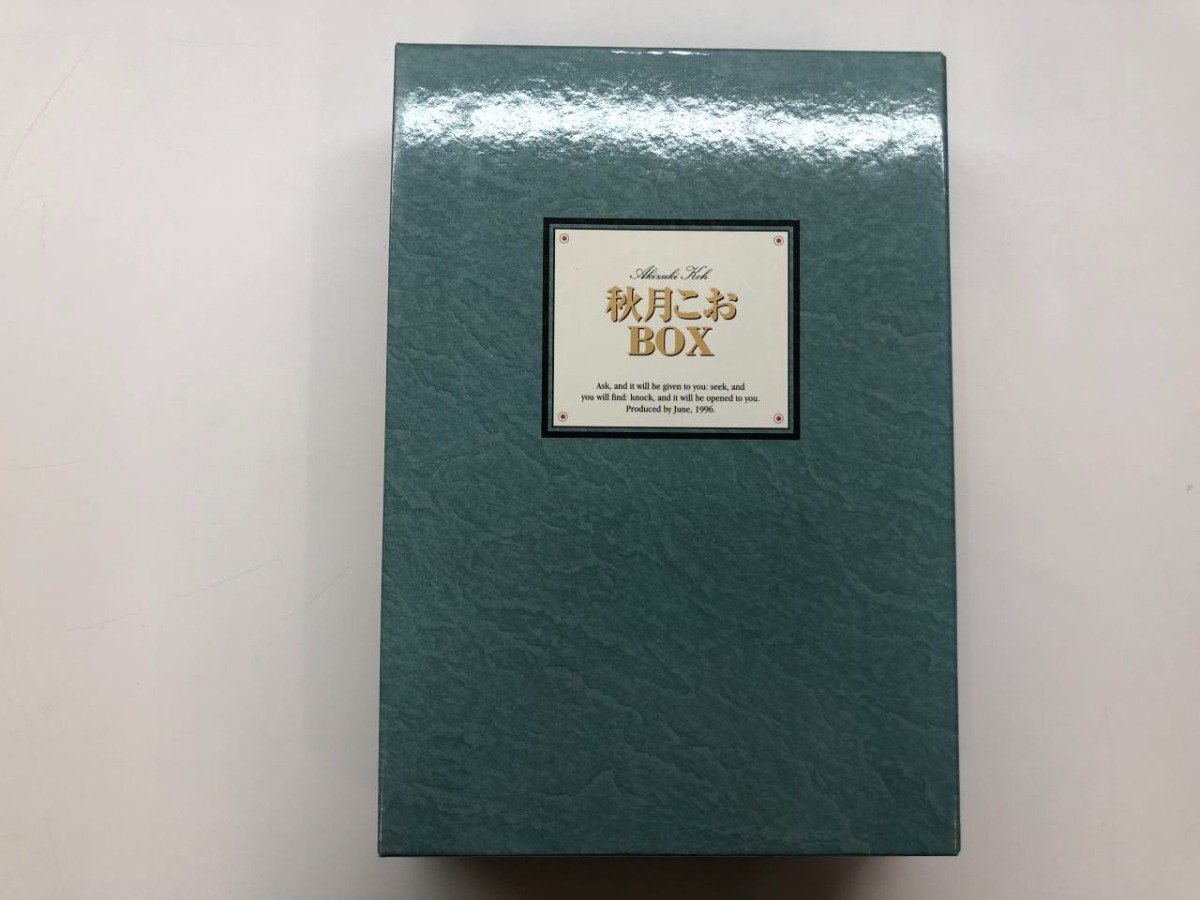 Akizuki Koh
秋月こお
BOX
Ask, and it will be given to you: seek, and
you will find: knock, and it will be opened to you.
Produced by June, 1996.